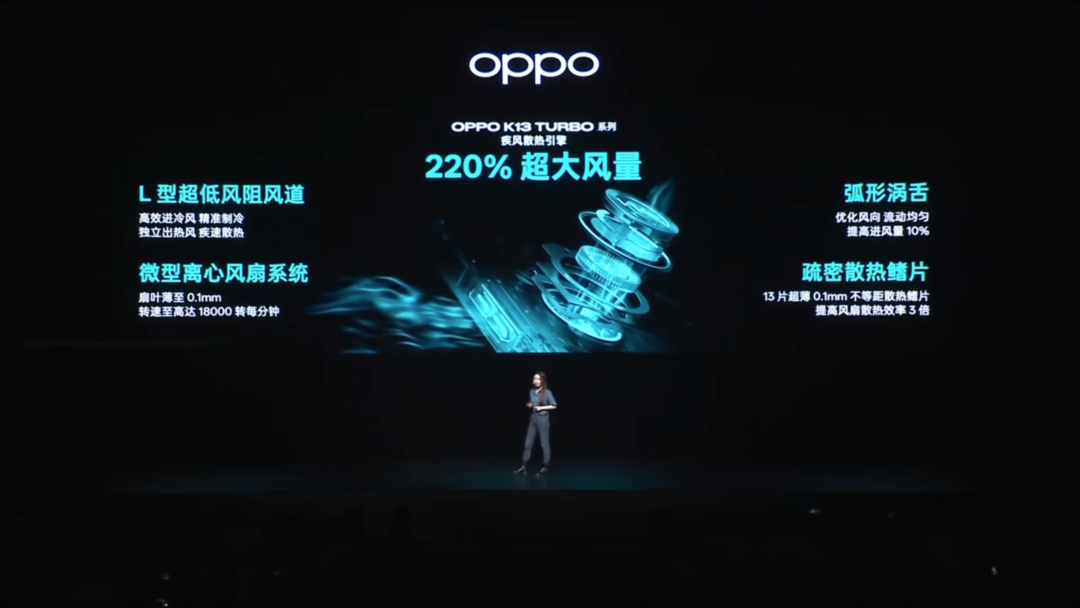 oppo
OPPO K13 TURBO 系列
疾风散热引擎
220% 超大风量
L 型超低风阻风道
高效进冷风 精准制冷
独立出热风 疾速散热
微型离心风扇系统
扇叶薄至 0.1mm
转速至高达 18000 转每分钟
弧形涡舌
优化风向 流动均匀
提高进风量 10%
疏密散热鳍片
13 片超薄 0.1mm 不等距散热鳍片
提高风扇散热效率 3 倍